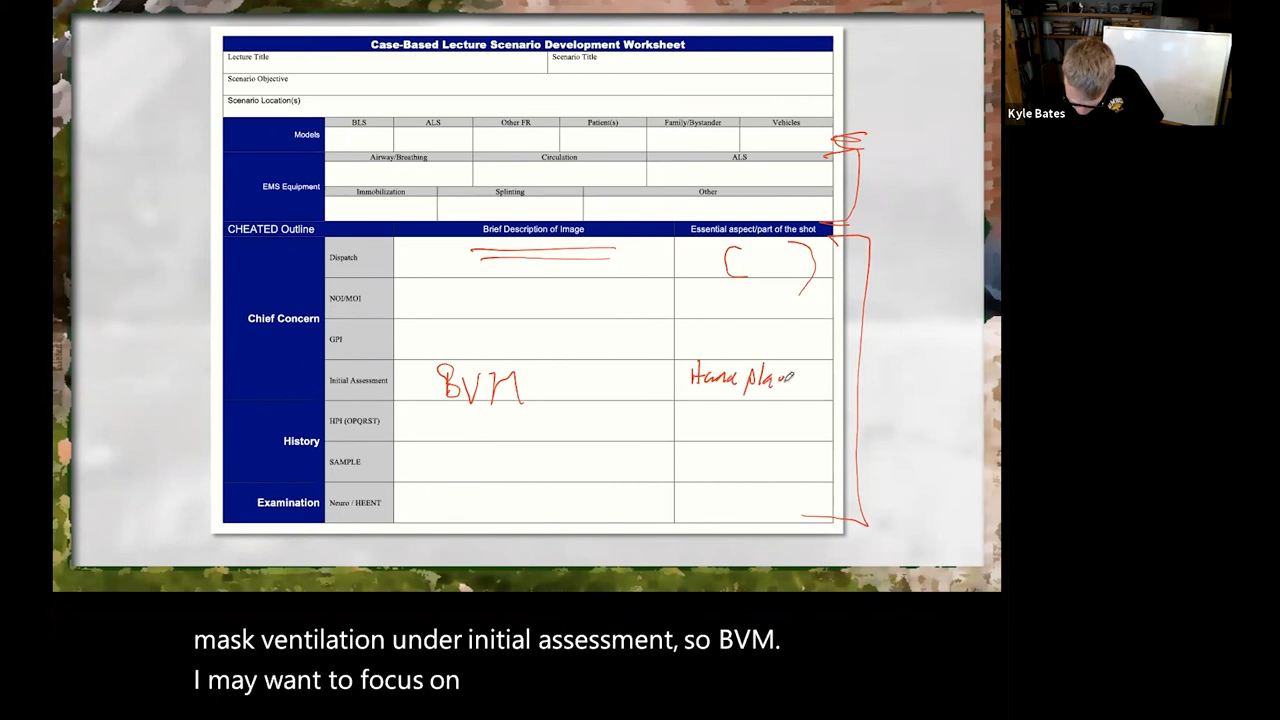 Case-Based Lecture Scenario Development Worksheet
Lecture Title Scenario Title
Scenario Objective
Scenario Location(s)
BLS ALS Other FR Patient(s) Family/Bystander Vehicles
Models
Airway/Breathing Circulation ALS
EMS Equipment
Immobilization Splinting Other
CHEATED Outline Brief Description of Image Essential aspect/part of the shot
Dispatch
NOI/MOI
Chief Concern
GPI
Initial Assessment BVM Hand
HPI (OPQRST)
History
SAMPLE
Examination Neuro / HEENT
Kyle Bates
mask ventilation under initial assessment, so BVM.
I may want to focus on